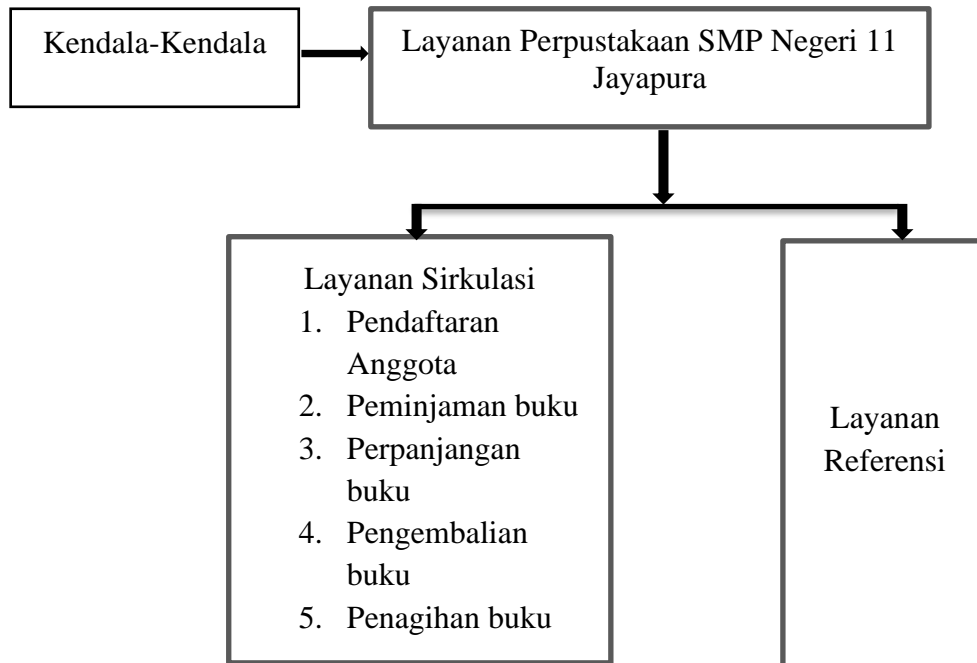 Kendala-Kendala
Layanan Perpustakaan SMP Negeri 11
Jayapura
Layanan Sirkulasi
1. Pendaftaran
Anggota
2. Peminjaman buku
3. Perpanjangan
buku
4. Pengembalian
buku
5. Penagihan buku
Layanan
Referensi